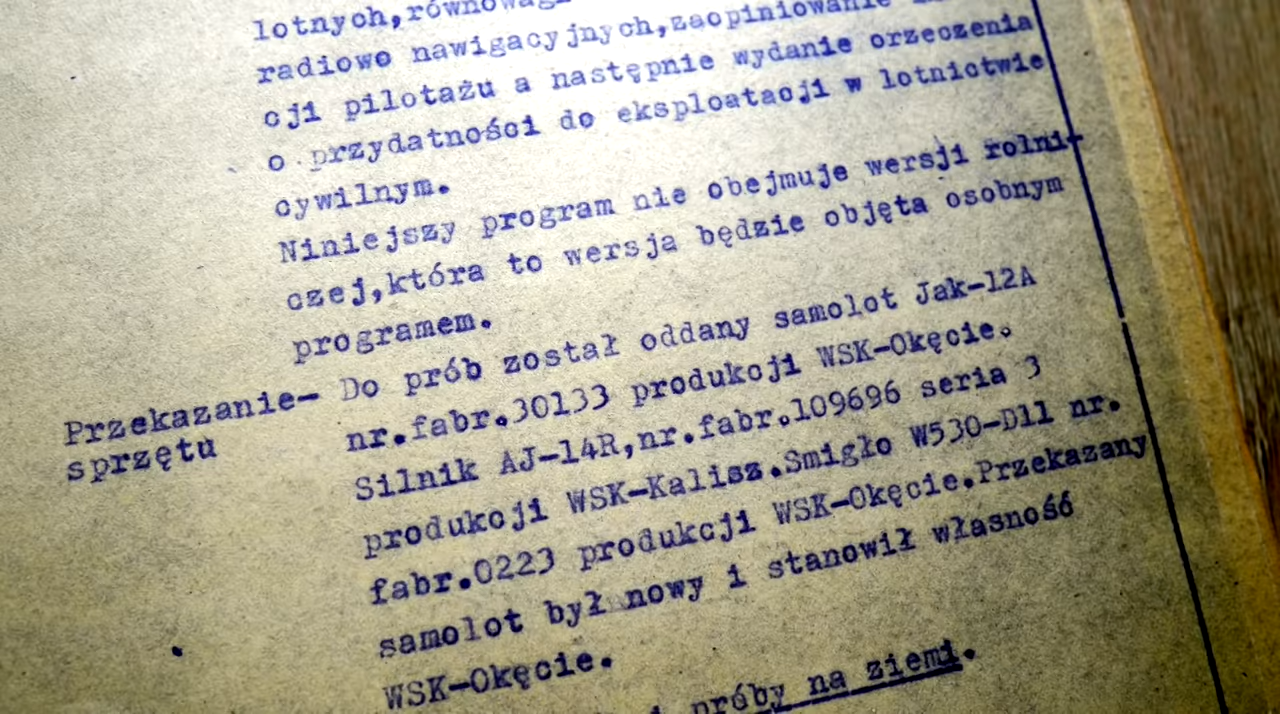 lotnych,równowagi
radiowo nawigacyjnych,zaopiniowanie
cji pilotażu a następnie wydanie orzeczenia
o przydatności do eksploatacji w lotnictwie
cywilnym.
Niniejszy program nie obejmuje wersji rolni-
czej,która to wersja będzie objęta osobnym
programem.
Przekazanie- Do prób został oddany samolot Jak-12A
sprzętu nr.fabr.30133 produkcji WSK-Okęcie.
Silnik AJ-14R,nr.fabr.109696 seria 3
produkcji WSK-Kalisz.Smigło W530-D11 nr.
fabr.0223 produkcji WSK-Okęcie.Przekazany
samolot był nowy i stanowił własność
WSK-Okęcie.
i próby na ziemi.